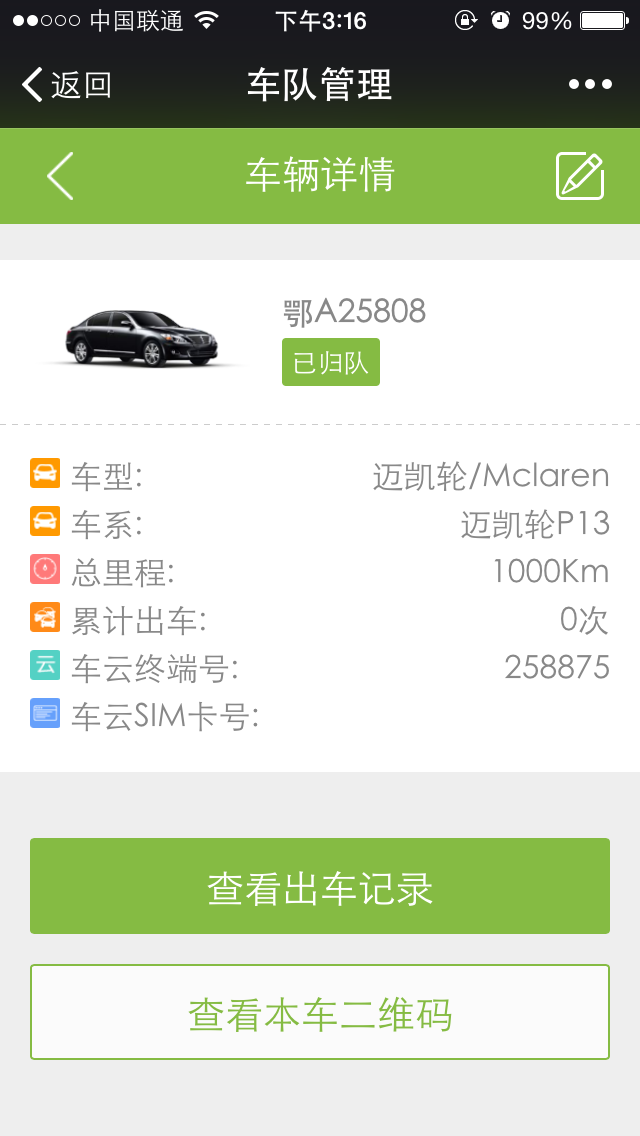 中国联通 下午3:16 99%
返回 车队管理
车辆详情
鄂A25808
已归队
车型: 迈凯轮/Mclaren
车系: 迈凯轮P13
总里程: 1000Km
累计出车: 0次
云 车云终端号: 258875
车云SIM卡号:
查看出车记录
查看本车二维码